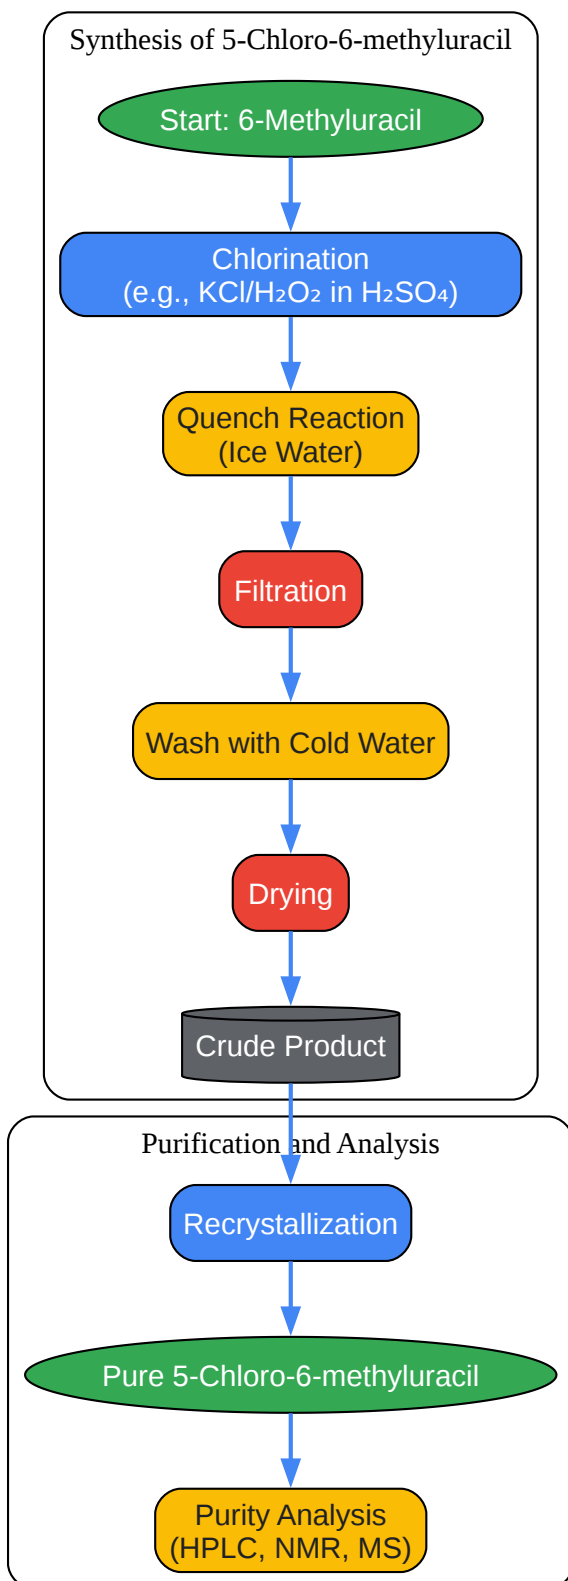 Synthesis of 5-Chloro-6-methyluracil
Start: 6-Methyluracil
Chlorination
(e.g., KCl/H₂O₂ in H₂SO₄)
Quench Reaction
(Ice Water)
Filtration
Wash with Cold Water
Drying
Crude Product
Purification and Analysis
Recrystallization
Pure 5-Chloro-6-methyluracil
Purity Analysis
(HPLC, NMR, MS)